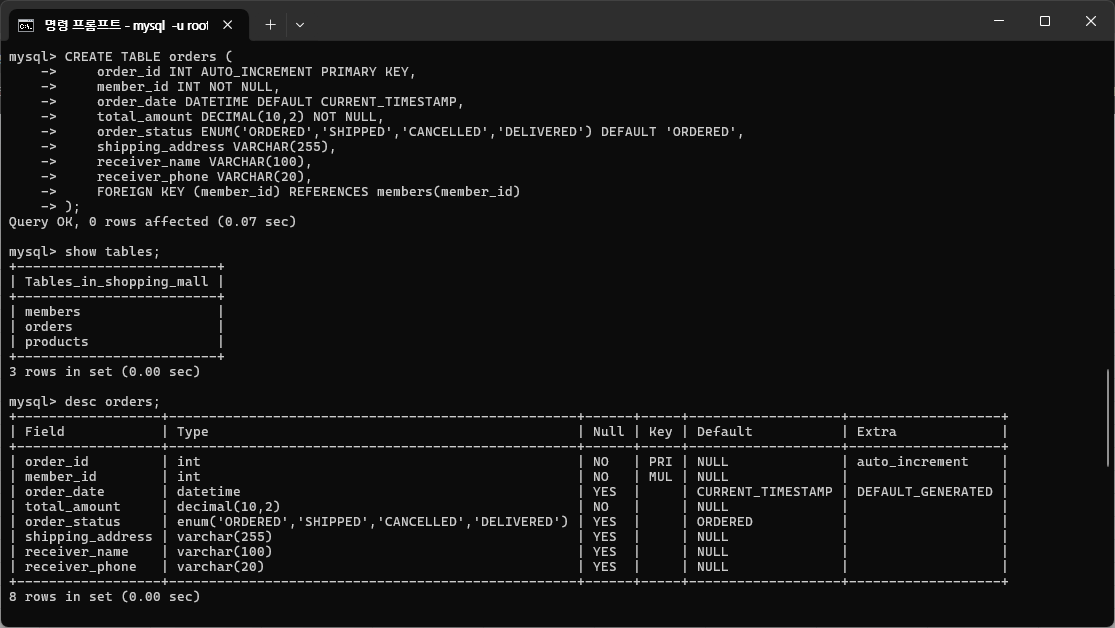 명령 프롬프트 - mysql -u root
mysql> CREATE TABLE orders (
    ->     order_id INT AUTO_INCREMENT PRIMARY KEY,
    ->     member_id INT NOT NULL,
    ->     order_date DATETIME DEFAULT CURRENT_TIMESTAMP,
    ->     total_amount DECIMAL(10,2) NOT NULL,
    ->     order_status ENUM('ORDERED','SHIPPED','CANCELLED','DELIVERED') DEFAULT 'ORDERED',
    ->     shipping_address VARCHAR(255),
    ->     receiver_name VARCHAR(100),
    ->     receiver_phone VARCHAR(20),
    ->     FOREIGN KEY (member_id) REFERENCES members(member_id)
    -> );
Query OK, 0 rows affected (0.07 sec)
mysql> show tables;
+-------------------------+
| Tables_in_shopping_mall |
+-------------------------+
| members                 |
| orders                  |
| products                |
+-------------------------+
3 rows in set (0.00 sec)
mysql> desc orders;
+------------------+---------------------------------------------------+------+-----+-------------------+-------------------+
| Field            | Type                                              | Null | Key | Default           | Extra             |
+------------------+---------------------------------------------------+------+-----+-------------------+-------------------+
| order_id         | int                                               | NO   | PRI | NULL              | auto_increment    |
| member_id        | int                                               | NO   | MUL | NULL              |                   |
| order_date       | datetime                                          | YES  |     | CURRENT_TIMESTAMP | DEFAULT_GENERATED |
| total_amount     | decimal(10,2)                                     | NO   |     | NULL              |                   |
| order_status     | enum('ORDERED','SHIPPED','CANCELLED','DELIVERED') | YES  |     | ORDERED           |                   |
| shipping_address | varchar(255)                                      | YES  |     | NULL              |                   |
| receiver_name    | varchar(100)                                      | YES  |     | NULL              |                   |
| receiver_phone   | varchar(20)                                       | YES  |     | NULL              |                   |
+------------------+---------------------------------------------------+------+-----+-------------------+-------------------+
8 rows in set (0.00 sec)